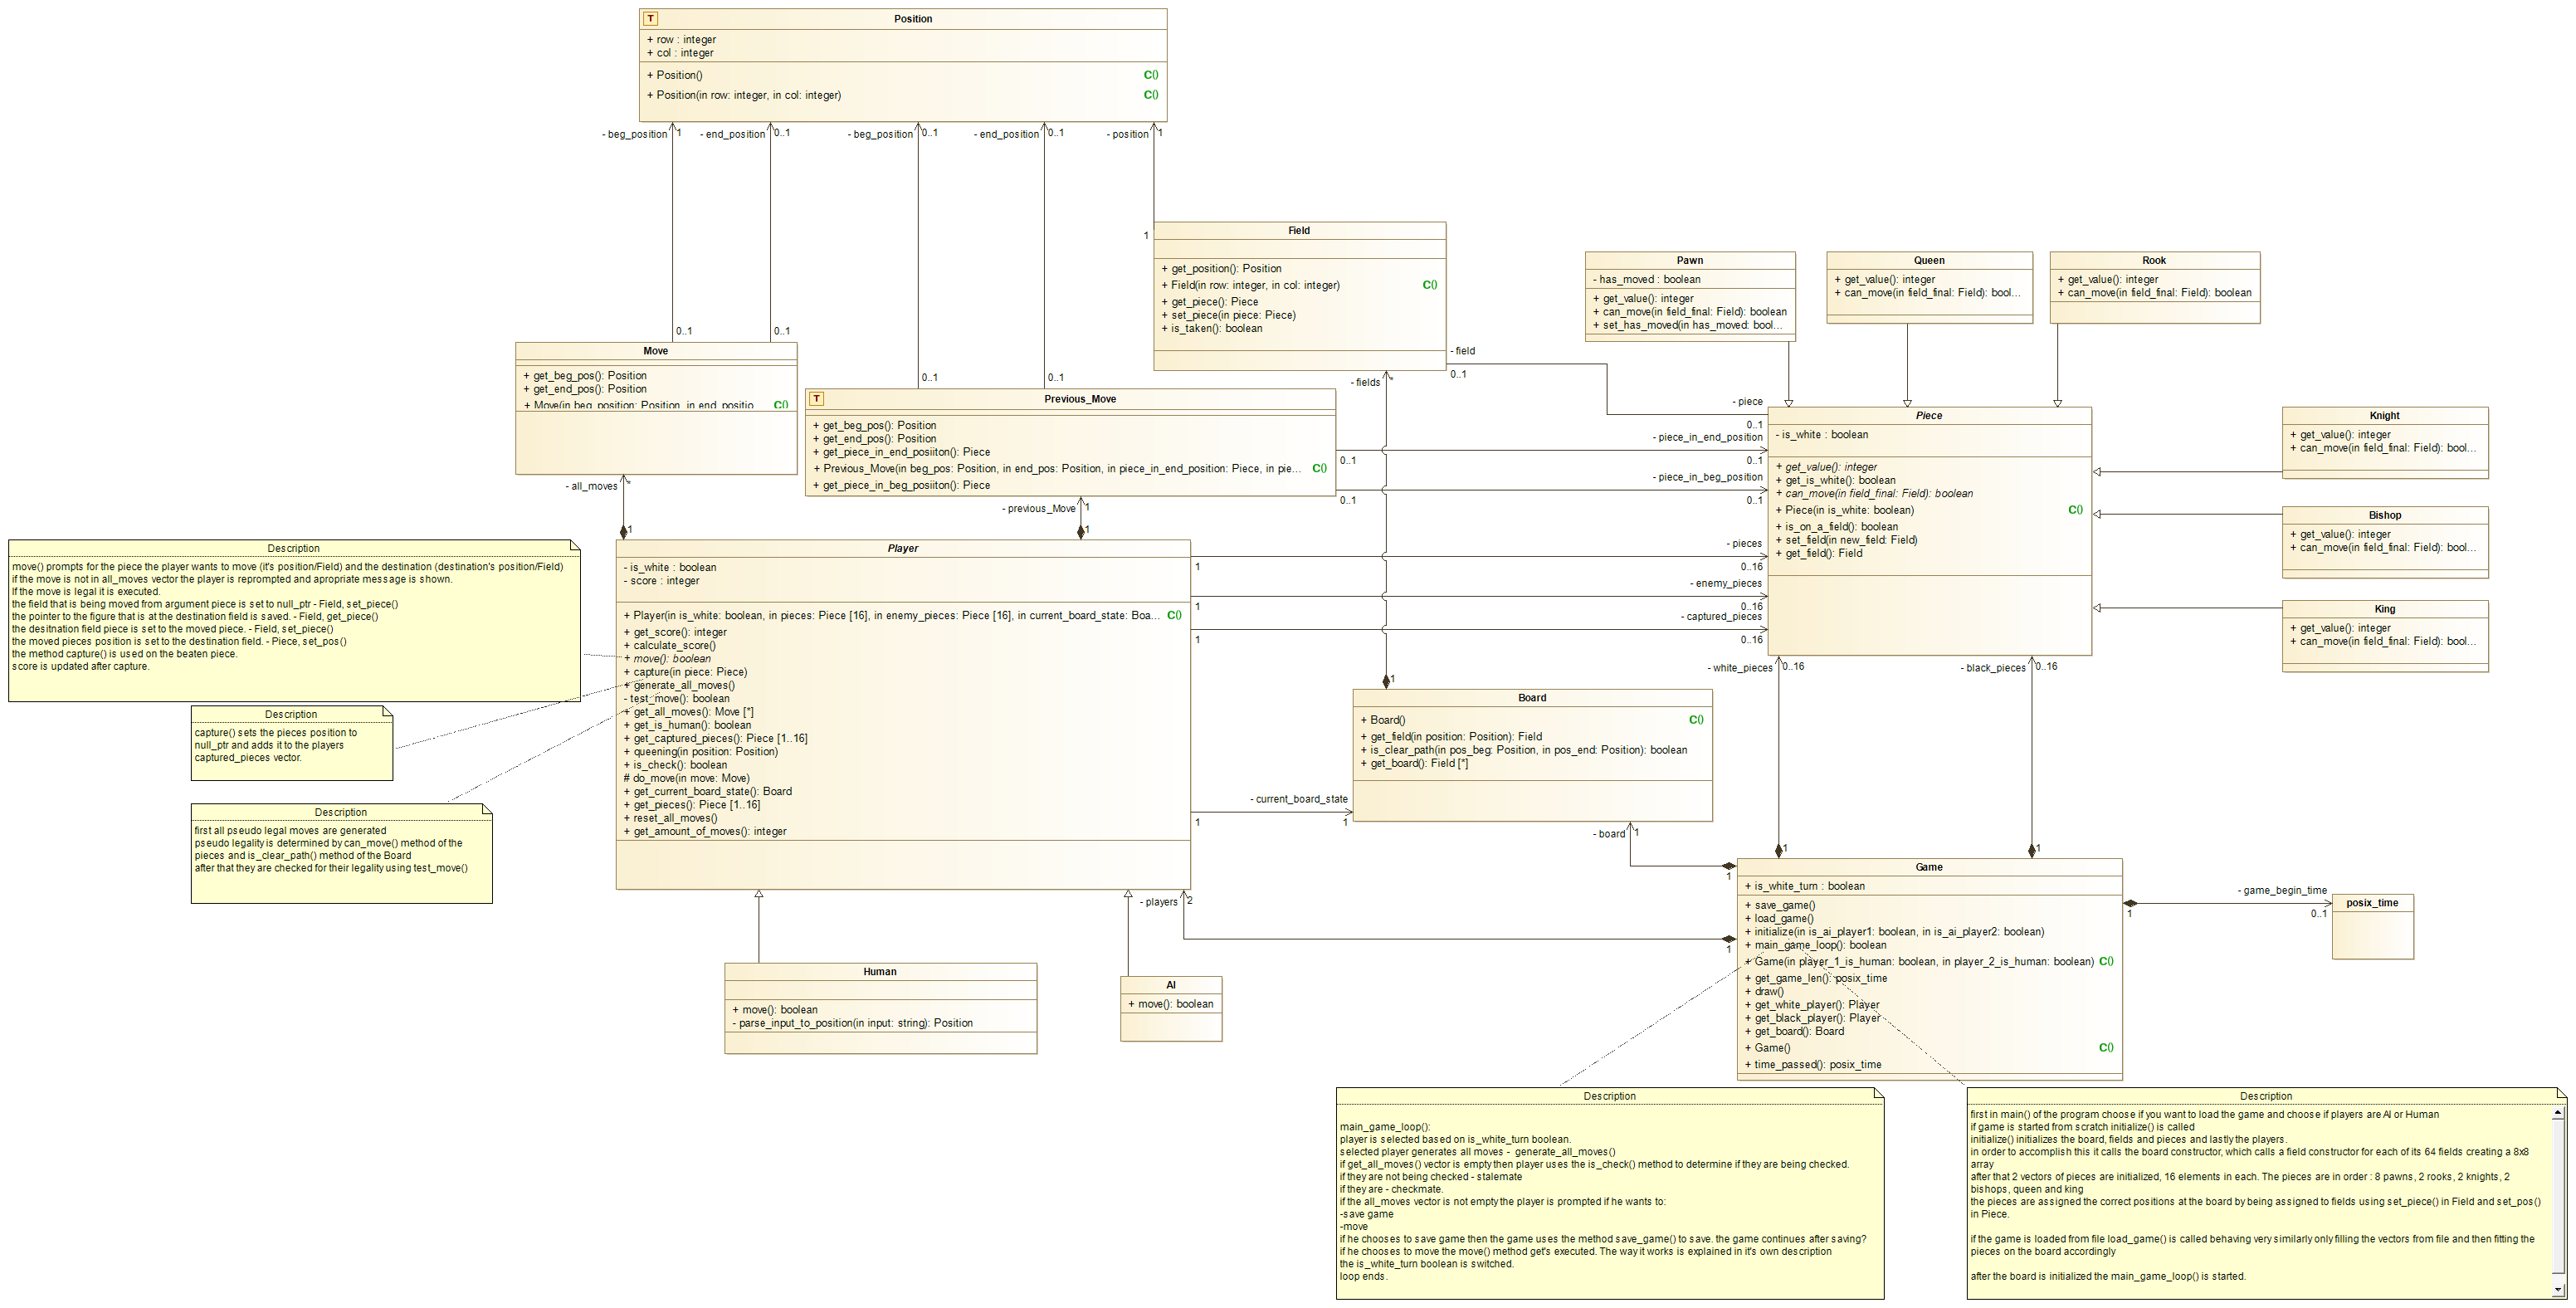 T
Position
+ row : integer
+ col : integer
+ Position() C()
+ Position(in row: integer, in col: integer) C()
- beg_position 1
- end_position 0..1
- beg_position 0..1
- end_position 0..1
- position 1
1
Field
+ get_position(): Position
+ Field(in row: integer, in col: integer) C()
+ get_piece(): Piece
+ set_piece(in piece: Piece)
+ is_taken(): boolean
Pawn
- has_moved : boolean
+ get_value(): integer
+ can_move(in field_final: Field): boolean
+ set_has_moved(in has_moved: bool...
Queen
+ get_value(): integer
+ can_move(in field_final: Field): bool...
Rook
+ get_value(): integer
+ can_move(in field_final: Field): boolean
0..1
0..1
Move
+ get_beg_pos(): Position
+ get_end_pos(): Position
+ Move(in beg_position: Position, in end_positio... C()
0..1
0..1
T
Previous_Move
+ get_beg_pos(): Position
+ get_end_pos(): Position
+ get_piece_in_end_posiiton(): Piece
+ Previous_Move(in beg_pos: Position, in end_pos: Position, in piece_in_end_position: Piece, in pie... C()
+ get_piece_in_beg_posiiton(): Piece
- field
0..1
- fields *
- piece
0..1
- piece_in_end_position
0..1
0..1
- piece_in_beg_position
0..1
0..1
Piece
- is_white : boolean
+ get_value(): integer
+ get_is_white(): boolean
+ can_move(in field_final: Field): boolean
+ Piece(in is_white: boolean) C()
+ is_on_a_field(): boolean
+ set_field(in new_field: Field)
+ get_field(): Field
Knight
+ get_value(): integer
+ can_move(in field_final: Field): bool...
Bishop
+ get_value(): integer
+ can_move(in field_final: Field): bool...
King
+ get_value(): integer
+ can_move(in field_final: Field): bool...
- all_moves *
1
- previous_Move 1
1
Description
move() prompts for the piece the player wants to move (it's position/Field) and the destination (destination's position/Field)
if the move is not in all_moves vector the player is reprompted and apropriate message is shown.
If the move is legal it is executed.
the field that is being moved from argument piece is set to null_ptr - Field, set_piece()
the pointer to the figure that is at the destination field is saved. - Field, get_piece()
the desitnation field piece is set to the moved piece. - Field, set_piece()
the moved pieces position is set to the destination field. - Piece, set_pos()
the method capture() is used on the beaten piece.
score is updated after capture.
Description
capture() sets the pieces position to
null_ptr and adds it to the players
captured_pieces vector.
Description
first all pseudo legal moves are generated
pseudo legality is determined by can_move() method of the
pieces and is_clear_path() method of the Board
after that they are checked for their legality using test_move()
Player
- is_white : boolean
- score : integer
+ Player(in is_white: boolean, in pieces: Piece [16], in enemy_pieces: Piece [16], in current_board_state: Boa... C()
+ get_score(): integer
+ calculate_score()
+ move(): boolean
+ capture(in piece: Piece)
+ generate_all_moves()
- test_move(): boolean
+ get_all_moves(): Move [*]
+ get_is_human(): boolean
+ get_captured_pieces(): Piece [1..16]
+ queening(in position: Position)
+ is_check(): boolean
# do_move(in move: Move)
+ get_current_board_state(): Board
+ get_pieces(): Piece [1..16]
+ reset_all_moves()
+ get_amount_of_moves(): integer
- pieces
1
0..16
- enemy_pieces
1
0..16
- captured_pieces
1
0..16
- white_pieces 0..16
- black_pieces 0..16
1
Board
+ Board() C()
+ get_field(in position: Position): Field
+ is_clear_path(in pos_beg: Position, in pos_end: Position): boolean
+ get_board(): Field [*]
- current_board_state
1
1
- board 1
1
1
1
- players 2
1
Game
+ is_white_turn : boolean
+ save_game()
+ load_game()
+ initialize(in is_ai_player1: boolean, in is_ai_player2: boolean)
+ main_game_loop(): boolean
+ Game(in player_1_is_human: boolean, in player_2_is_human: boolean) C()
+ get_game_len(): posix_time
+ draw()
+ get_white_player(): Player
+ get_black_player(): Player
+ get_board(): Board
+ Game() C()
+ time_passed(): posix_time
- game_begin_time
1
0..1
posix_time
Human
+ move(): boolean
- parse_input_to_position(in input: string): Position
AI
+ move(): boolean
Description
main_game_loop():
player is selected based on is_white_turn boolean.
selected player generates all moves - generate_all_moves()
if get_all_moves() vector is empty then player uses the is_check() method to determine if they are being checked.
if they are not being checked - stalemate
if they are - checkmate.
if the all_moves vector is not empty the player is prompted if he wants to:
-save game
-move
if he chooses to save game then the game uses the method save_game() to save. the game continues after saving?
if he chooses to move the move() method get's executed. The way it works is explained in it's own description
the is_white_turn boolean is switched.
loop ends.
Description
first in main() of the program choose if you want to load the game and choose if players are AI or Human
if game is started from scratch initialize() is called
initialize() initializes the board, fields and pieces and lastly the players.
in order to accomplish this it calls the board constructor, which calls a field constructor for each of its 64 fields creating a 8x8
array
after that 2 vectors of pieces are initialized, 16 elements in each. The pieces are in order : 8 pawns, 2 rooks, 2 knights, 2
bishops, queen and king
the pieces are assigned the correct positions at the board by being assigned to fields using set_piece() in Field and set_pos()
in Piece.
if the game is loaded from file load_game() is called behaving very similarly only filling the vectors from file and then fitting the
pieces on the board accordingly
after the board is initialized the main_game_loop() is started.